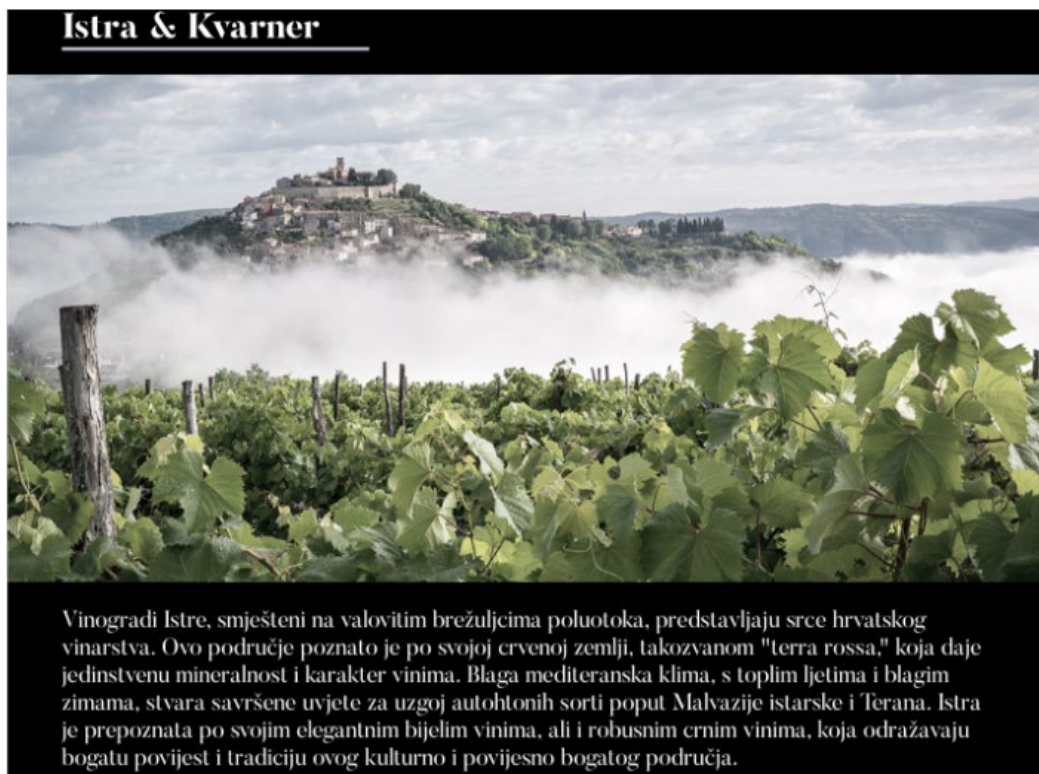 Istra & Kvarner
Vinogradi Istre, smješteni na valovitim brežuljcima poluotoka, predstavljaju srce hrvatskog
vinarstva. Ovo područje poznato je po svojoj crvenoj zemlji, takozvanom "terra rossa," koja daje
jedinstvenu mineralnost i karakter vinima. Blaga mediteranska klima, s toplim ljetima i blagim
zimama, stvara savršene uvjete za uzgoj autohtonih sorti poput Malvazije istarske i Terana. Istra
je prepoznata po svojim elegantnim bijelim vinima, ali i robusnim crnim vinima, koja odražavaju
bogatu povijest i tradiciju ovog kulturno i povijesno bogatog područja.